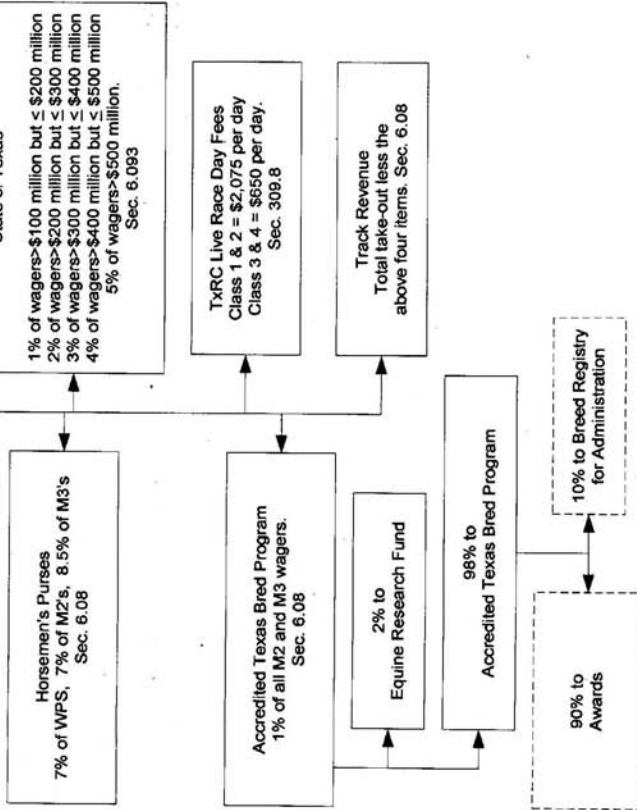 State of Texas
1% of wagers>$100 million but ≤ $200 million
2% of wagers>$200 million but ≤ $300 million
3% of wagers>$300 million but ≤ $400 million
4% of wagers>$400 million but ≤ $500 million
5% of wagers>$500 million.
Sec. 6.093
Horsemen's Purses
7% of WPS, 7% of M2's, 8.5% of M3's
Sec. 6.08
TxRC Live Race Day Fees
Class 1 & 2 = $2,075 per day
Class 3 & 4 = $650 per day.
Sec. 309.8
Accredited Texas Bred Program
1% of all M2 and M3 wagers.
Sec. 6.08
Track Revenue
Total take-out less the
above four items. Sec. 6.08
2% to
Equine Research Fund
98% to
Accredited Texas Bred Program
90% to
Awards
10% to Breed Registry
for Administration